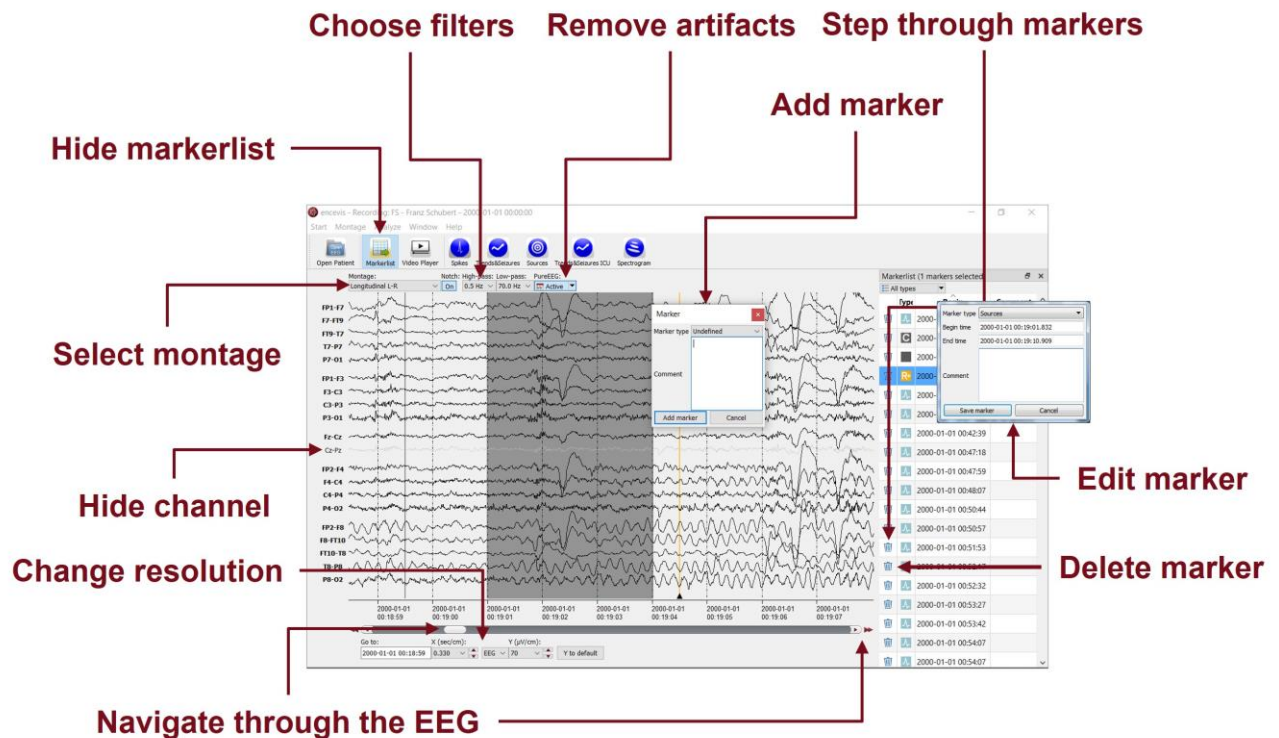 Choose filters
Remove artifacts
Step through markers
Add marker
Hide markerlist
encevis - Recording: FS - Franz Schubert - 2000-01-01 00:00:00
Start Montage Analyze Window Help
Open Patient Markerlist Video Player Spikes Trends&Seizures Sources Trends&Seizures ICU Spectrogram
Montage: Notch: High-pass: Low-pass: PureEEG:
Longitudinal L-R On 0.5 Hz 70.0 Hz Active
Markerlist (1 markers selected)
All types
Type
Select montage
FP1-F7
F7-FT9
FT9-T7
T7-P7
P7-O1
FP1-F3
F3-C3
C3-P3
P3-O1
Fz-Cz
Cz-Pz
FP2-F4
F4-C4
C4-P4
P4-O2
FP2-F8
F8-FT10
FT10-T8
T8-P8
P8-O2
Marker
Marker type Undefined
Comment
Add marker Cancel
Marker type Sources
Begin time 2000-01-01 00:19:01.832
End time 2000-01-01 00:19:10.909
Comment
Save marker Cancel
2000-
C 2000-
2000-
2000-
2000-
2000-
2000-01-01 00:42:39
2000-01-01 00:47:18
2000-01-01 00:47:59
2000-01-01 00:48:07
2000-01-01 00:50:44
2000-01-01 00:50:57
2000-01-01 00:51:53
2000-01-01 00:52:32
2000-01-01 00:53:27
2000-01-01 00:53:42
2000-01-01 00:54:07
2000-01-01 00:54:07
Edit marker
Hide channel
Delete marker
Change resolution
2000-01-01 2000-01-01 2000-01-01 2000-01-01 2000-01-01 2000-01-01 2000-01-01 2000-01-01 2000-01-01
00:18:59 00:19:00 00:19:01 00:19:02 00:19:03 00:19:04 00:19:05 00:19:06 00:19:07
Go to: X (sec/cm): Y (µV/cm):
2000-01-01 00:18:59 0.330 EEG 70 Y to default
Navigate through the EEG